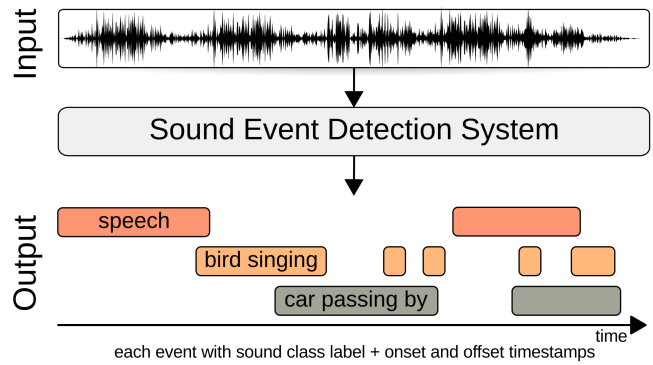 Input
Sound Event Detection System
Output
speech
bird singing
car passing by
time
each event with sound class label + onset and offset timestamps